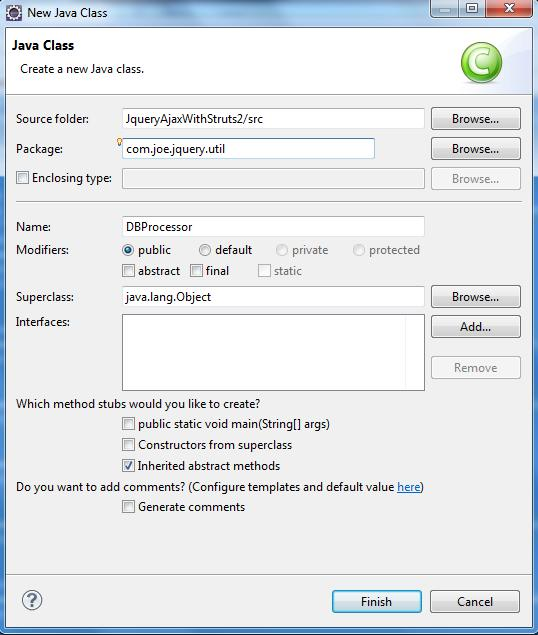 New Java Class
Java Class
Create a new Java class.
C
Source folder: JqueryAjaxWithStruts2/src Browse...
Package: com.joe.jquery.util Browse...
Enclosing type: Browse...
Name: DBProcessor
Modifiers: public default private protected
abstract final static
Superclass: java.lang.Object Browse...
Interfaces: Add...
Remove
Which method stubs would you like to create?
public static void main(String[] args)
Constructors from superclass
Inherited abstract methods
Do you want to add comments? (Configure templates and default value here)
Generate comments
? Finish Cancel